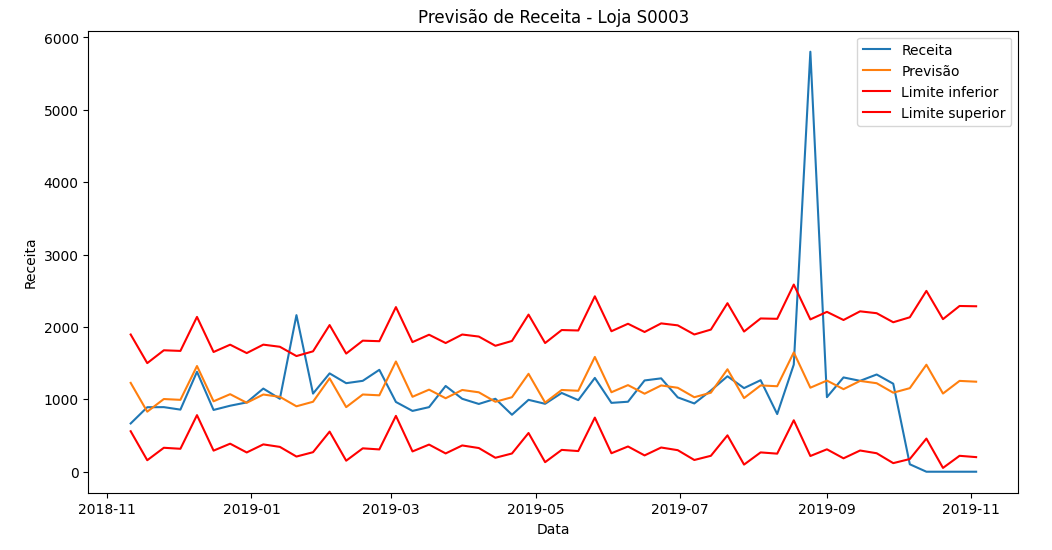 Previsão de Receita - Loja S0003
Receita
Previsão
Limite inferior
Limite superior
6000
5000
4000
3000
2000
1000
0
Receita
2018-11
2019-01
2019-03
2019-05
2019-07
2019-09
2019-11
Data